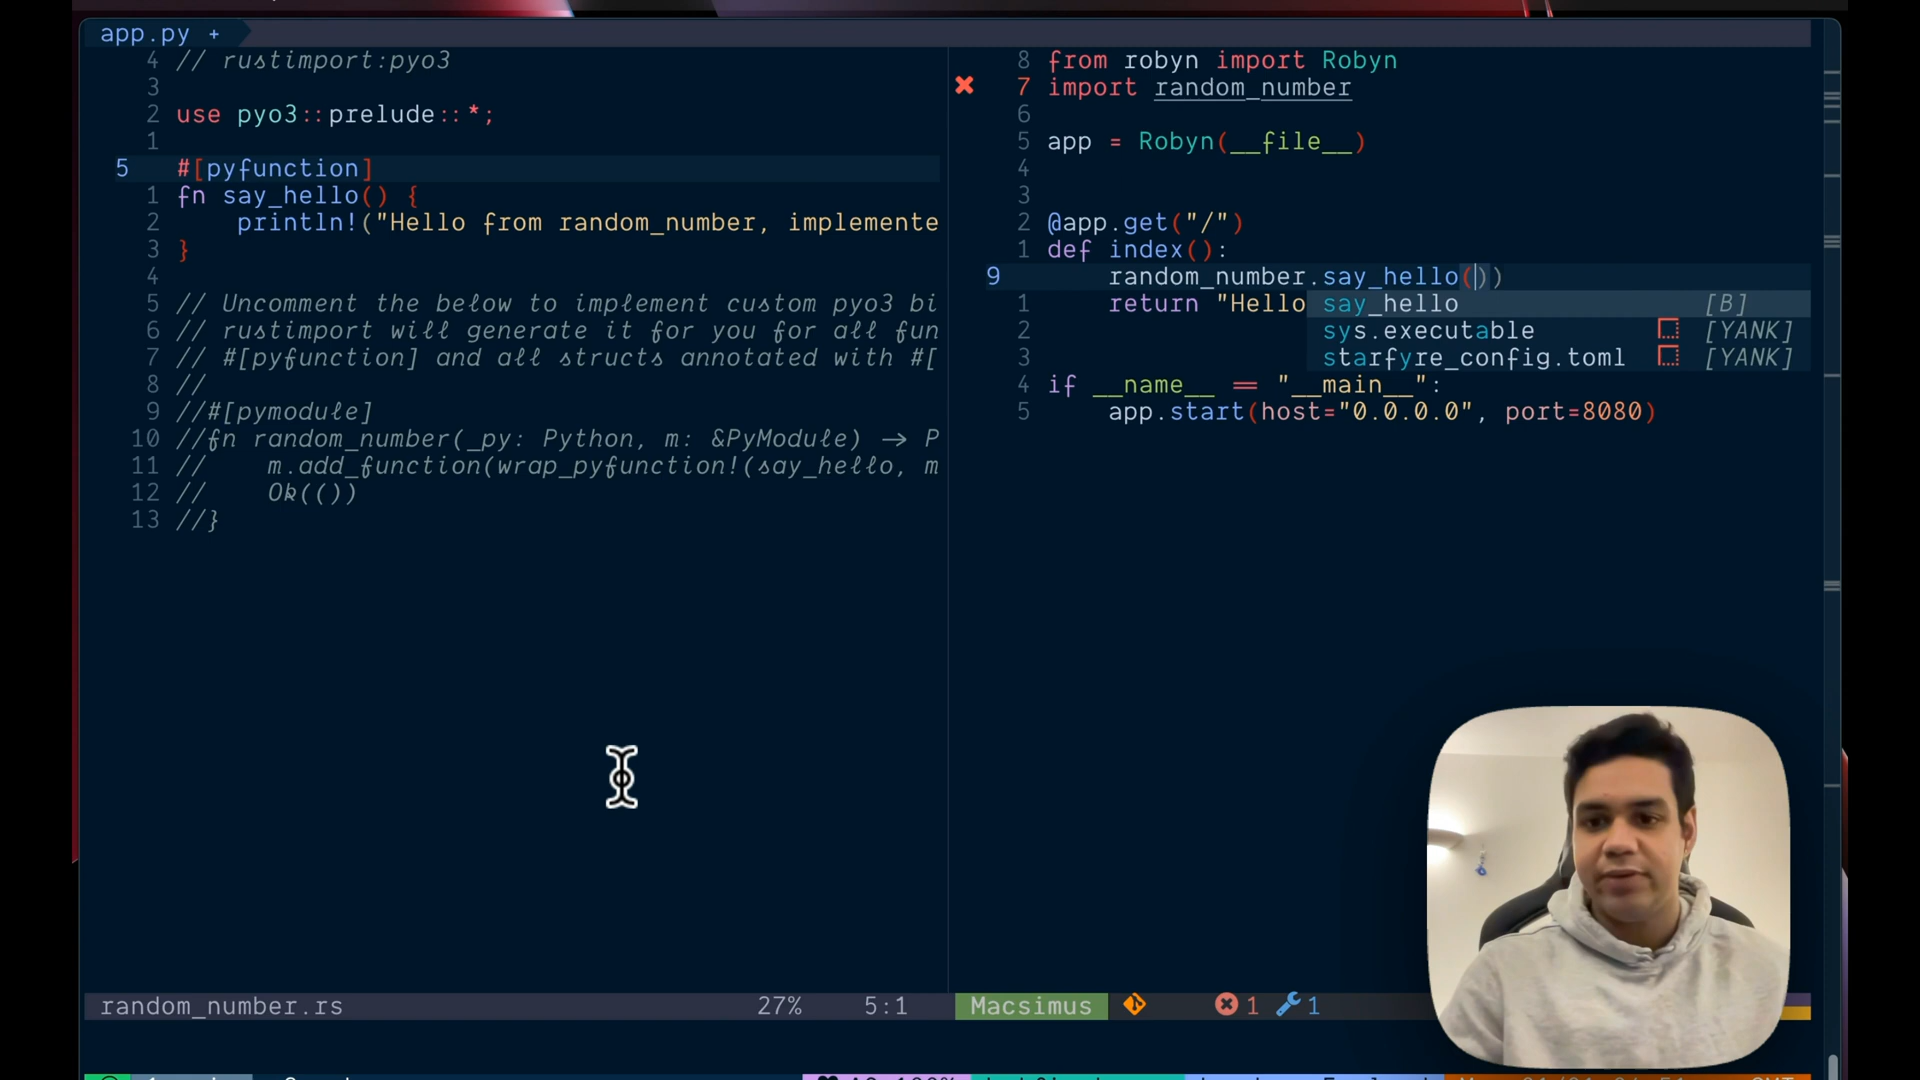 app.py +
4 // rustimport:pyo3
3
2 use pyo3::prelude::*;
1
5 #[pyfunction]
1 fn say_hello() {
2 println!("Hello from random_number, implemente
3 }
4
5 // Uncomment the below to implement custom pyo3 bi
6 // rustimport will generate it for you for all fun
7 // #[pyfunction] and all structs annotated with #[
8 //
9 //#[pymodule]
10 //fn random_number(_py: Python, m: &PyModule) -> P
11 // m.add_function(wrap_pyfunction!(say_hello, m
12 // Ok(())
13 //}
random_number.rs 27% 5:1
8 from robyn import Robyn
7 import random_number
6
5 app = Robyn(__file__)
4
3
2 @app.get("/")
1 def index():
9 random_number.say_hello())
1 return "Hello say_hello [B]
2 sys.executable [YANK]
3 starfyre_config.toml [YANK]
4 if __name__ == "__main__":
5 app.start(host="0.0.0.0", port=8080)
Macsimus 1 1